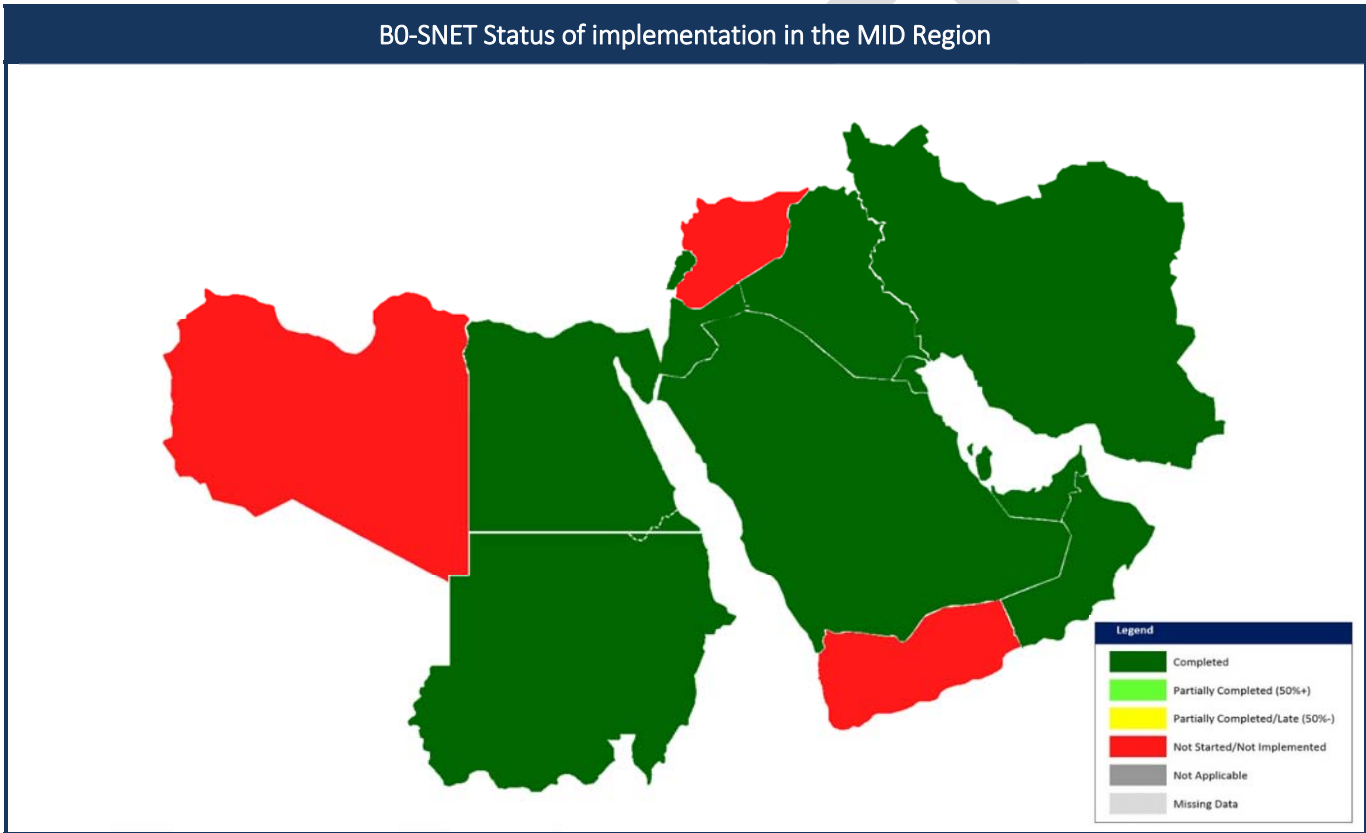 B0-SNET Status of implementation in the MID Region
Legend
Completed
Partially Completed (50%+)
Partially Completed/Late (50%-)
Not Started/Not Implemented
Not Applicable
Missing Data